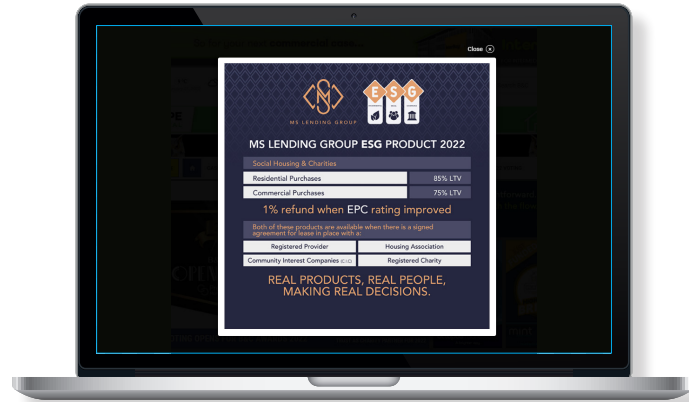 Close
MS LENDING GROUP
E S G
MS LENDING GROUP ESG PRODUCT 2022
Social Housing & Charities
Residential Purchases 85% LTV
Commercial Purchases 75% LTV
1% refund when EPC rating improved
Both of these products are available when there is a signed
agreement for lease in place with a:
Registered Provider Housing Association
Community Interest Companies (C.I.C) Registered Charity
REAL PRODUCTS, REAL PEOPLE,
MAKING REAL DECISIONS.